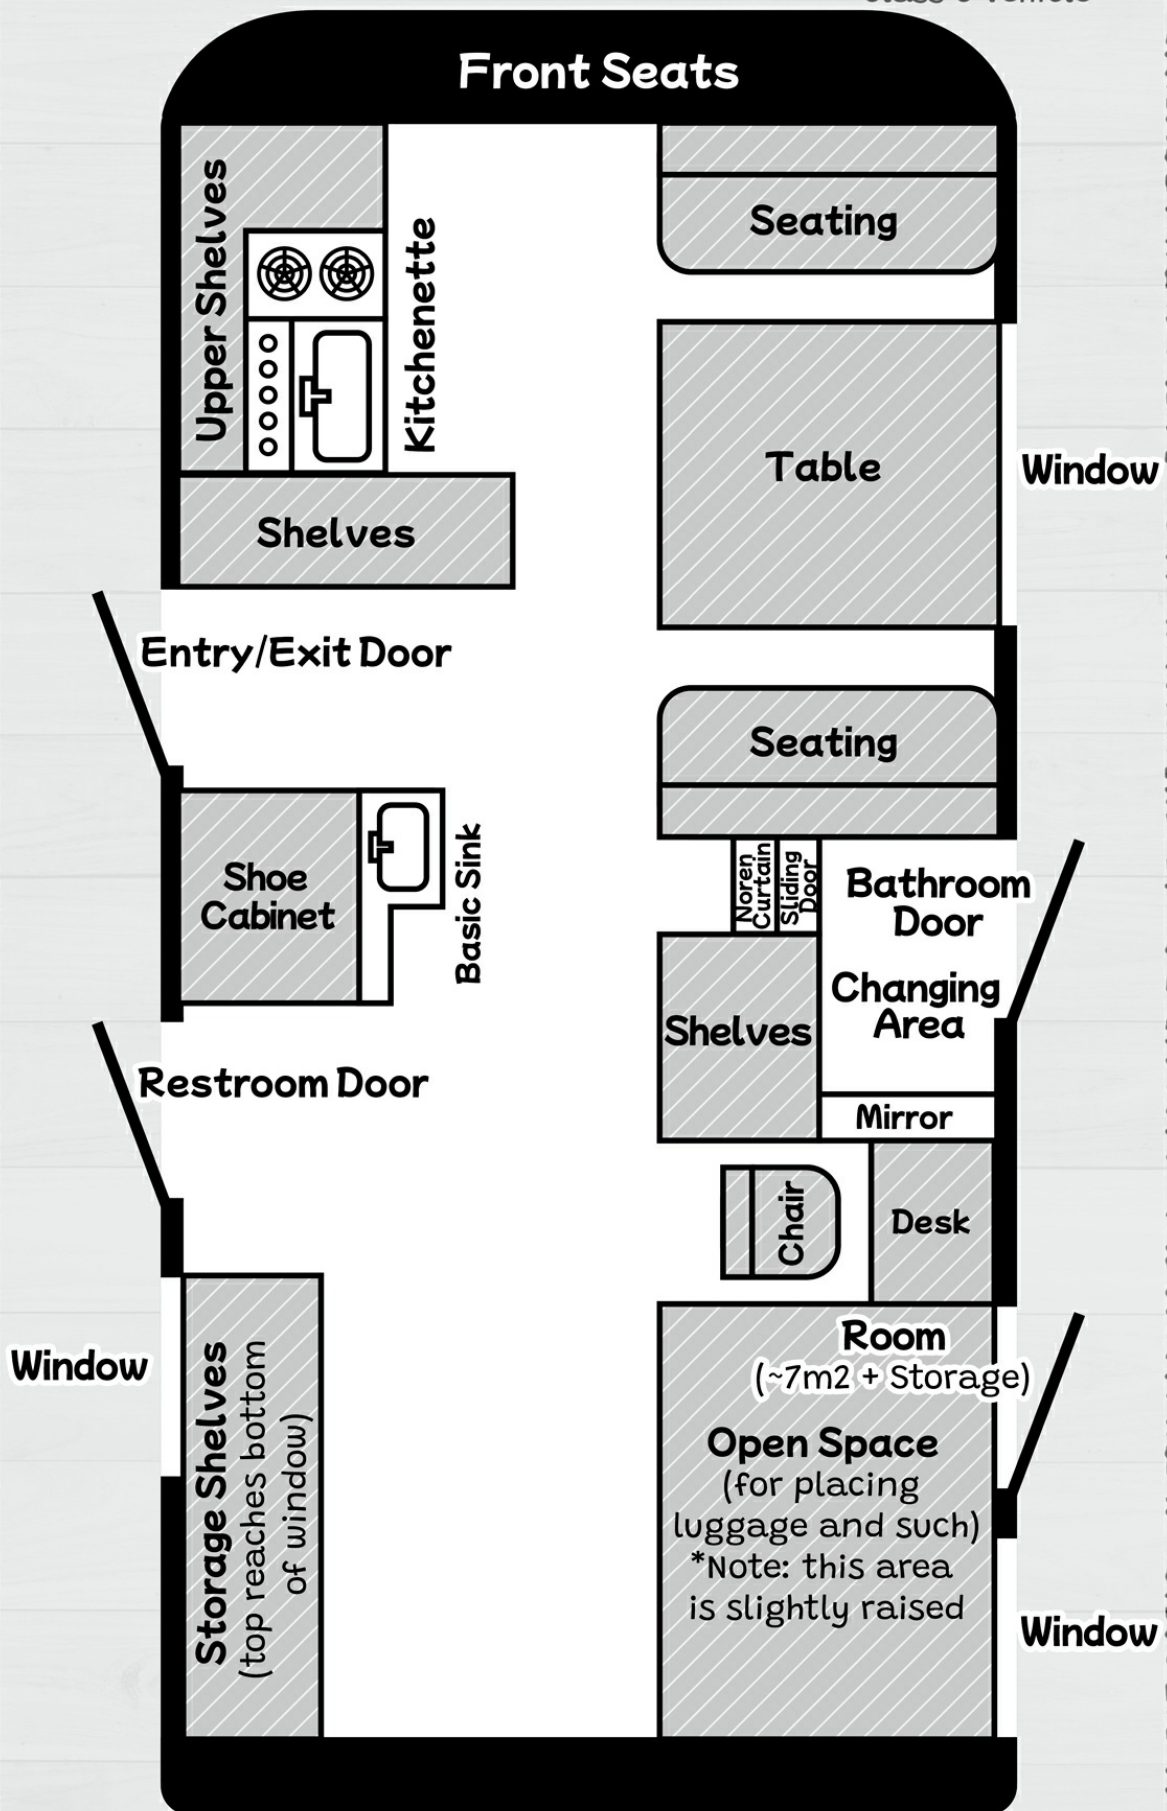 Front Seats
Upper Shelves
Kitchenette
Seating
Table
Window
Shelves
Entry/Exit Door
Seating
Shoe
Cabinet
Basic Sink
Noren
Curtain
Sliding
Door
Bathroom
Door
Changing
Area
Shelves
Restroom Door
Mirror
Chair
Desk
Window
Storage Shelves
(top reaches bottom
of window)
Room
(~7m2 + Storage)
Open Space
(for placing
luggage and such)
*Note: this area
is slightly raised
Window